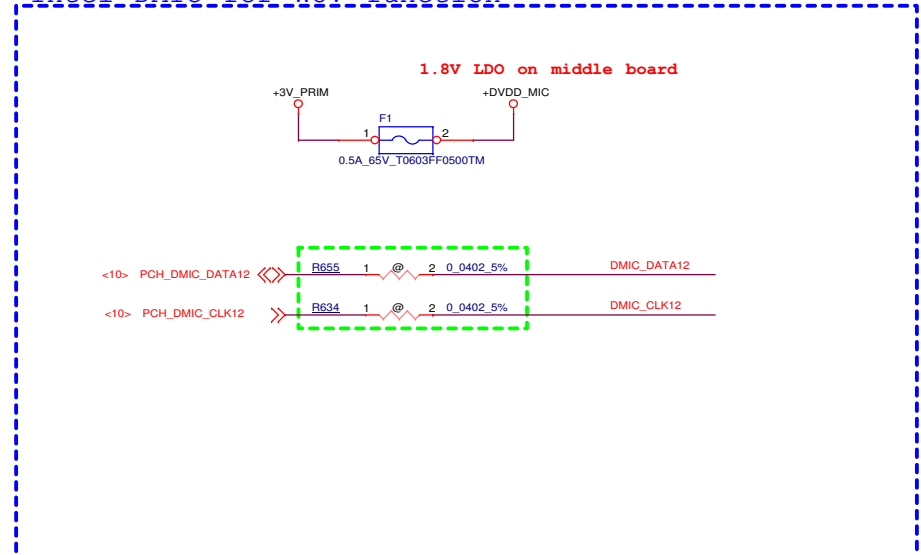 1.8V LDO on middle board
+3V_PRIM +DVDD_MIC
F1
1 2
0.5A_65V_T0603FF0500TM
<10> PCH_DMIC_DATA12 R655 1 @ 2 0_0402_5% DMIC_DATA12
<10> PCH_DMIC_CLK12 R634 1 @ 2 0_0402_5% DMIC_CLK12